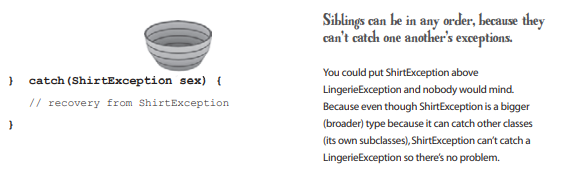 } catch(ShirtException sex) {
// recovery from ShirtException
}
Siblings can be in any order, because they
can't catch one another's exceptions.
You could put ShirtException above
LingerieException and nobody would mind.
Because even though ShirtException is a bigger
(broader) type because it can catch other classes
(its own subclasses), ShirtException can't catch a
LingerieException so there's no problem.